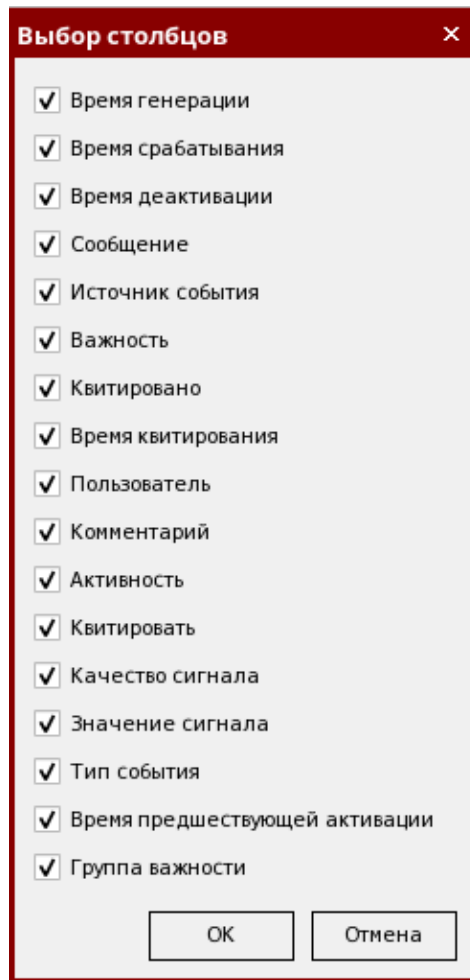 Выбор столбцов
Время генерации
Время срабатывания
Время деактивации
Сообщение
Источник события
Важность
Квитировано
Время квитирования
Пользователь
Комментарий
Активность
Квитировать
Качество сигнала
Значение сигнала
Тип события
Время предшествующей активации
Группа важности
ОК Отмена